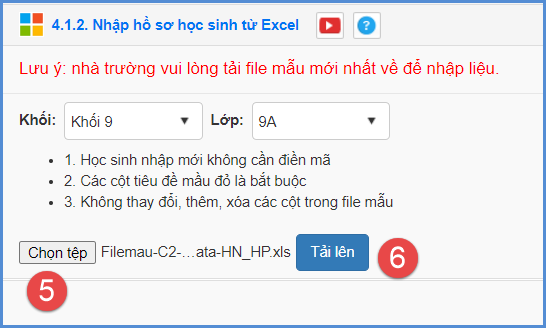 4.1.2. Nhập hồ sơ học sinh từ Excel ?
Lưu ý: nhà trường vui lòng tải file mẫu mới nhất về để nhập liệu.
Khối: Khối 9 Lớp: 9A
1. Học sinh nhập mới không cần điền mã
2. Các cột tiêu đề mầu đỏ là bắt buộc
3. Không thay đổi, thêm, xóa các cột trong file mẫu
Chọn tệp Filemau-C2-...ata-HN_HP.xls Tải lên
5 6